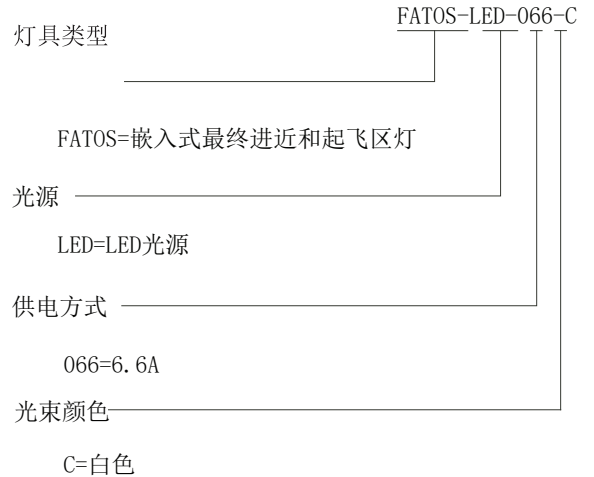 FATOS-LED-066-C
灯具类型
FATOS=嵌入式最终进近和起飞区灯
光源
LED=LED光源
供电方式
066=6.6A
光束颜色
C=白色